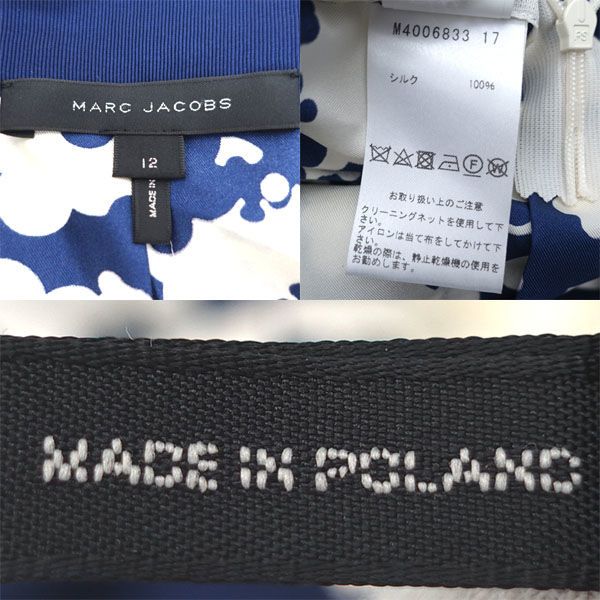 MARC JACOBS
12
MADE IN
M4006833 17
シルク 100%
お取り扱い上のご注意
クリーニングネットを使用して下
さい。
アイロンは当て布をしてかけて下
さい。
乾燥の際は、静止乾燥機の使用を
お勧めします。
MADE IN POLAND